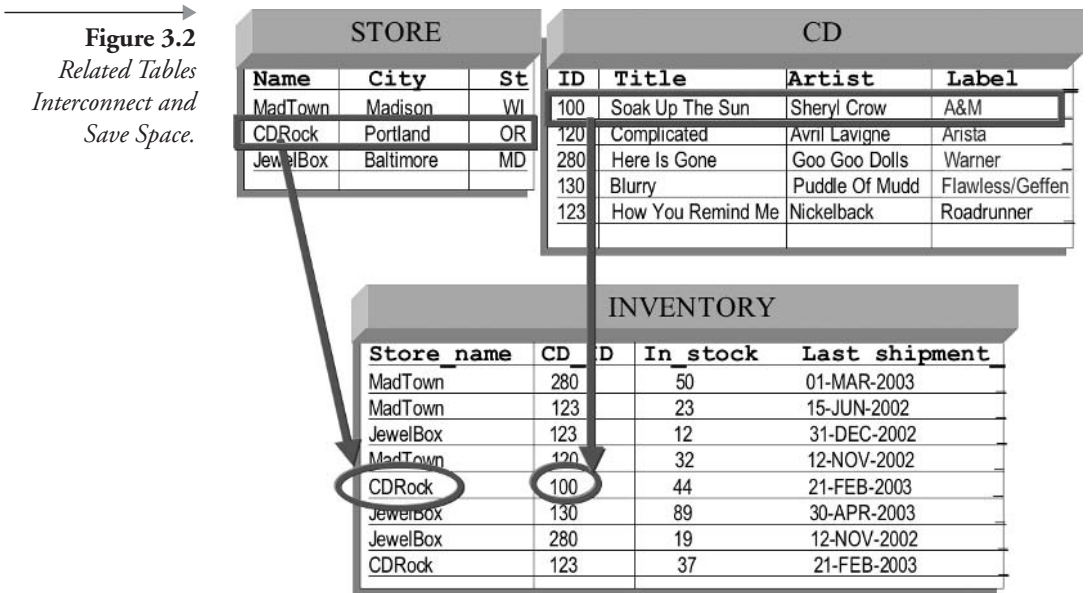 Figure 3.2
Related Tables
Interconnect and
Save Space.
STORE
Name City St
MadTown Madison WI
CDRock Portland OR
JewelBox Baltimore MD
CD
ID Title Artist Label
100 Soak Up The Sun Sheryl Crow A&M
120 Complicated Avril Lavigne Arista
280 Here Is Gone Goo Goo Dolls Warner
130 Blurry Puddle Of Mudd Flawless/Geffen
123 How You Remind Me Nickelback Roadrunner
INVENTORY
Store_name CD_ID In_stock Last shipment
MadTown 280 50 01-MAR-2003
MadTown 123 23 15-JUN-2002
JewelBox 123 12 31-DEC-2002
MadTown 120 32 12-NOV-2002
CDRock 100 44 21-FEB-2003
JewelBox 130 89 30-APR-2003
JewelBox 280 19 12-NOV-2002
CDRock 123 37 21-FEB-2003